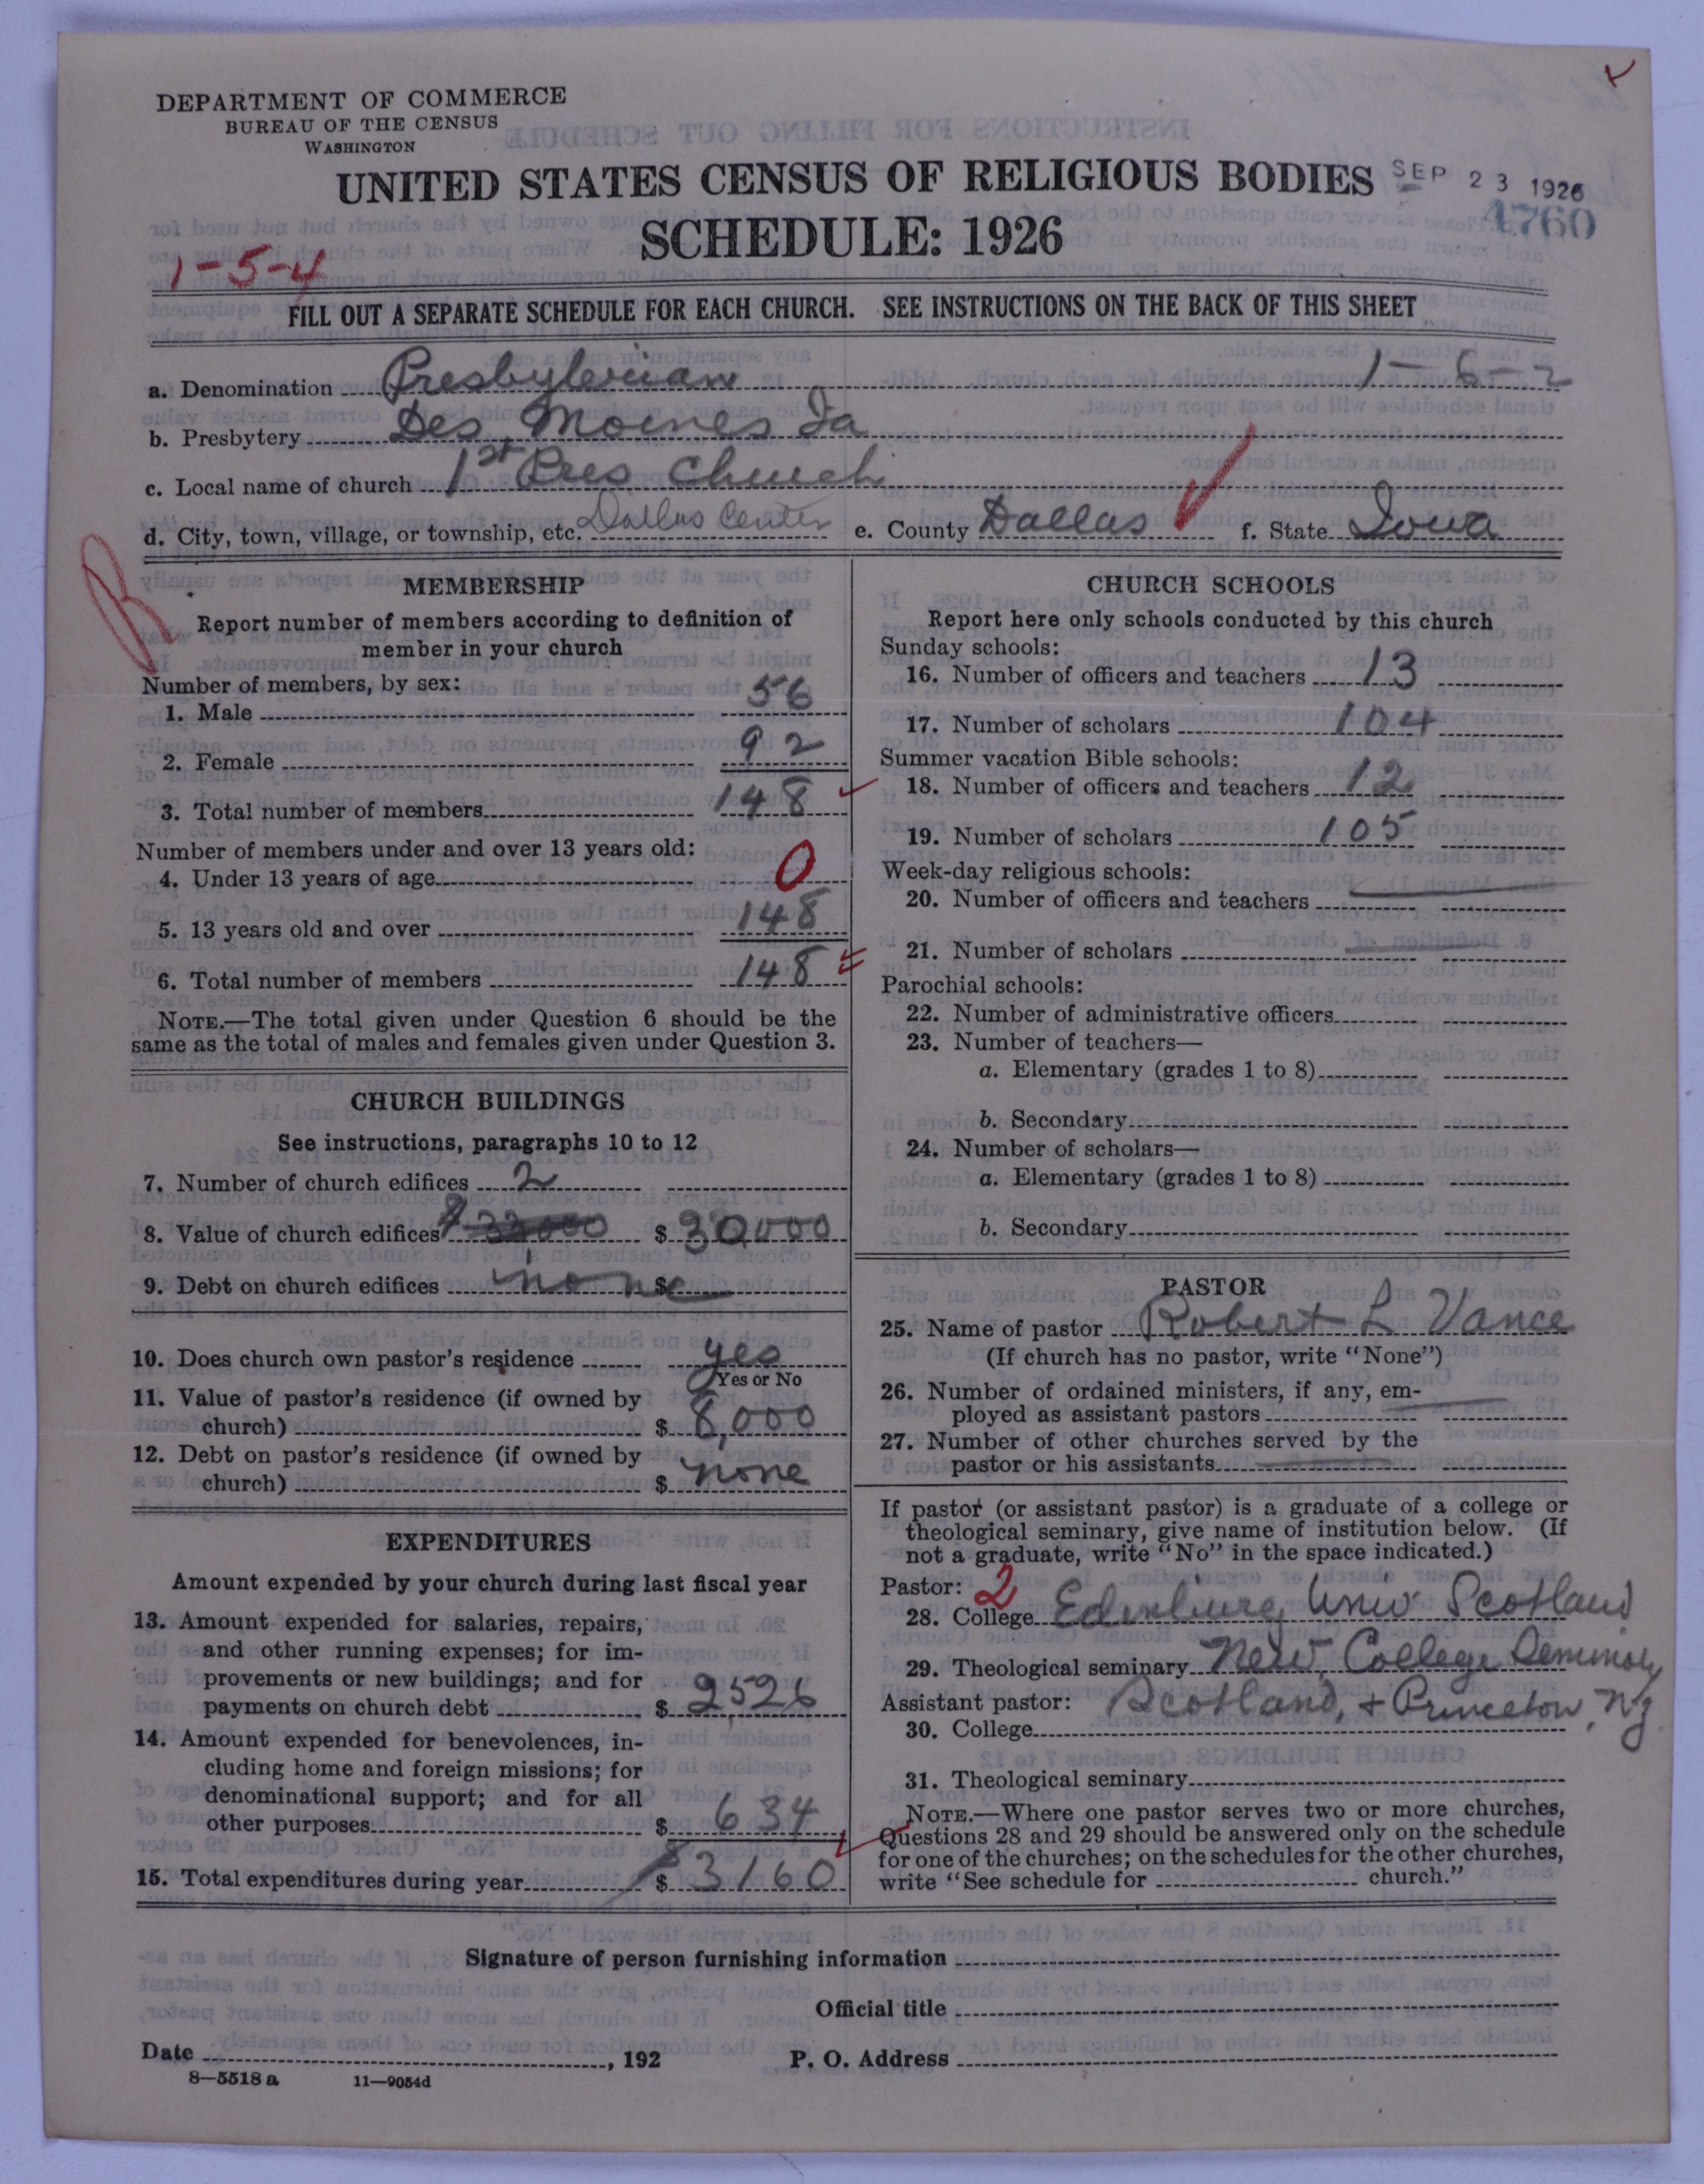 DEPARTMENT OF COMMERCE
BUREAU OF THE CENSUS
WASHINGTON
UNITED STATES CENSUS OF RELIGIOUS BODIES
SEP 23 1926
SCHEDULE: 1926
4760
1-5-4
FILL OUT A SEPARATE SCHEDULE FOR EACH CHURCH. SEE INSTRUCTIONS ON THE BACK OF THIS SHEET
a. Denomination Presbyterian 1-6-2
b. Presbytery Des Moines Ia
c. Local name of church 1st Pres Church
d. City, town, village, or township, etc. Dallas Center e. County Dallas f. State Iowa
MEMBERSHIP
Report number of members according to definition of
member in your church
Number of members, by sex:
1. Male 56
2. Female 92
3. Total number of members 148
Number of members under and over 13 years old:
4. Under 13 years of age 0
5. 13 years old and over 148
6. Total number of members 148
NOTE.—The total given under Question 6 should be the
same as the total of males and females given under Question 3.
CHURCH BUILDINGS
See instructions, paragraphs 10 to 12
7. Number of church edifices 2
8. Value of church edifices $ 30000
9. Debt on church edifices none $
10. Does church own pastor's residence yes
Yes or No
11. Value of pastor's residence (if owned by
church) $ 8,000
12. Debt on pastor's residence (if owned by
church) $ none
EXPENDITURES
Amount expended by your church during last fiscal year
13. Amount expended for salaries, repairs,
and other running expenses; for im-
provements or new buildings; and for
payments on church debt $ 2,526
14. Amount expended for benevolences, in-
cluding home and foreign missions; for
denominational support; and for all
other purposes $ 634
15. Total expenditures during year $ 3160
CHURCH SCHOOLS
Report here only schools conducted by this church
Sunday schools:
16. Number of officers and teachers 13
17. Number of scholars 104
Summer vacation Bible schools:
18. Number of officers and teachers 12
19. Number of scholars 105
Week-day religious schools:
20. Number of officers and teachers
21. Number of scholars
Parochial schools:
22. Number of administrative officers
23. Number of teachers—
a. Elementary (grades 1 to 8)
b. Secondary
24. Number of scholars—
a. Elementary (grades 1 to 8)
b. Secondary
PASTOR
25. Name of pastor Robert L Vance
(If church has no pastor, write "None")
26. Number of ordained ministers, if any, em-
ployed as assistant pastors
27. Number of other churches served by the
pastor or his assistants
If pastor (or assistant pastor) is a graduate of a college or
theological seminary, give name of institution below. (If
not a graduate, write "No" in the space indicated.)
Pastor: 2
28. College Edinburg Univ Scotland
29. Theological seminary New College Seminary
Assistant pastor: Scotland, + Princeton, NJ
30. College
31. Theological seminary
NOTE.—Where one pastor serves two or more churches,
Questions 28 and 29 should be answered only on the schedule
for one of the churches; on the schedules for the other churches,
write "See schedule for church."
Signature of person furnishing information
Official title
Date , 192 P. O. Address
8—5518 a 11—9054d